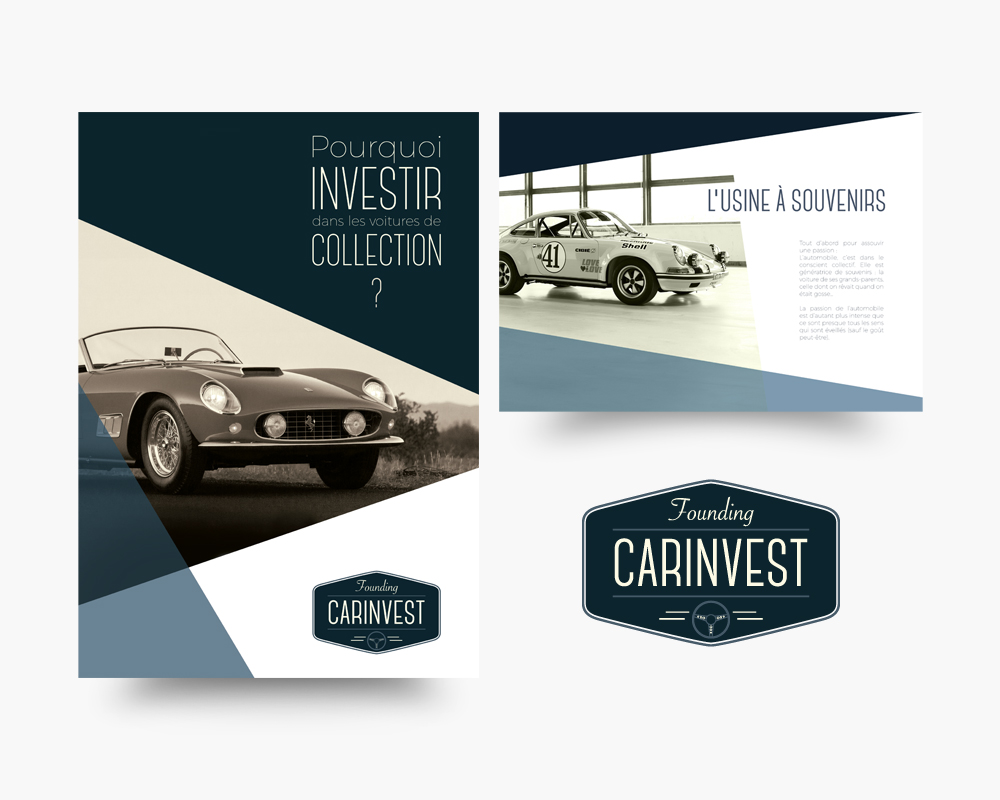 Pourquoi
INVESTIR
dans les voitures de
COLLECTION
?
Founding
CARINVEST
L'USINE À SOUVENIRS
41
Shell
LOVE
LOVE
Tout d'abord pour assouvir
une passion :
L'automobile c'est dans le
conscient collectif. Elle est
génératrice de souvenirs : la
voiture de ses grands-parents,
celle dont on rêvait quand on
était gosse...
La passion de l'automobile
est d'autant plus intense que
ce sont presque tous les sens
qui sont éveillés (sauf le goût
peut-être).
Founding
CARINVEST